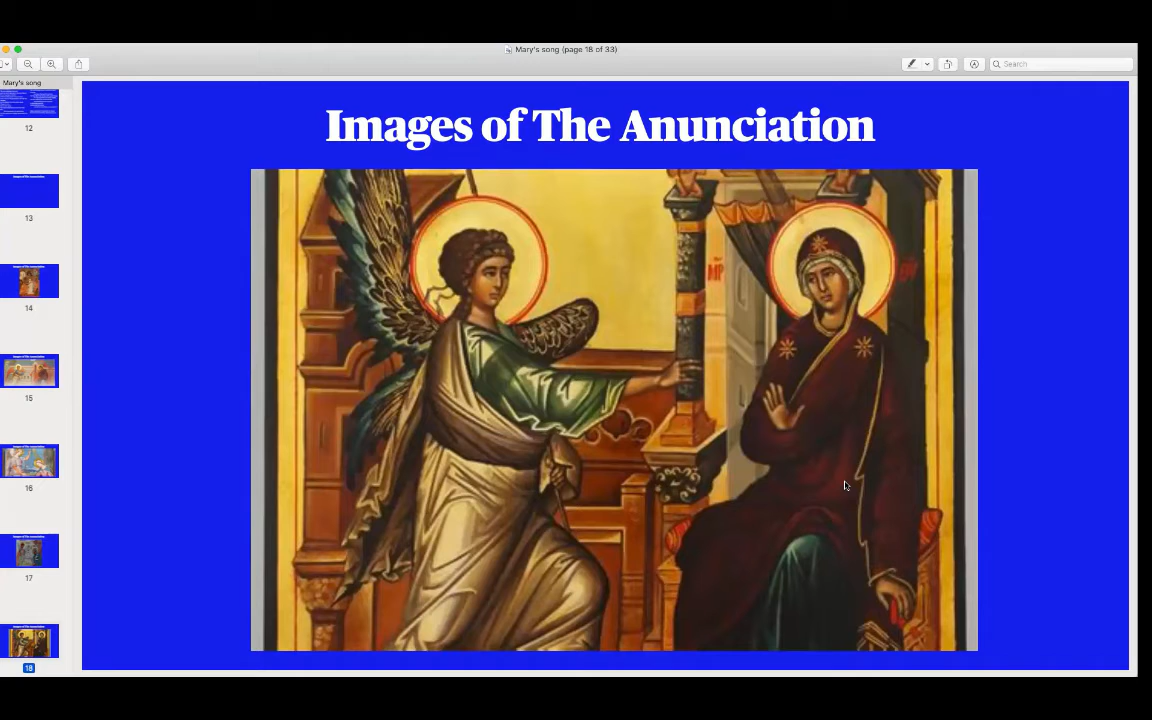 Mary's song (page 18 of 33)
Search
Mary's song
12
13
14
15
16
17
18
Images of The Anunciation